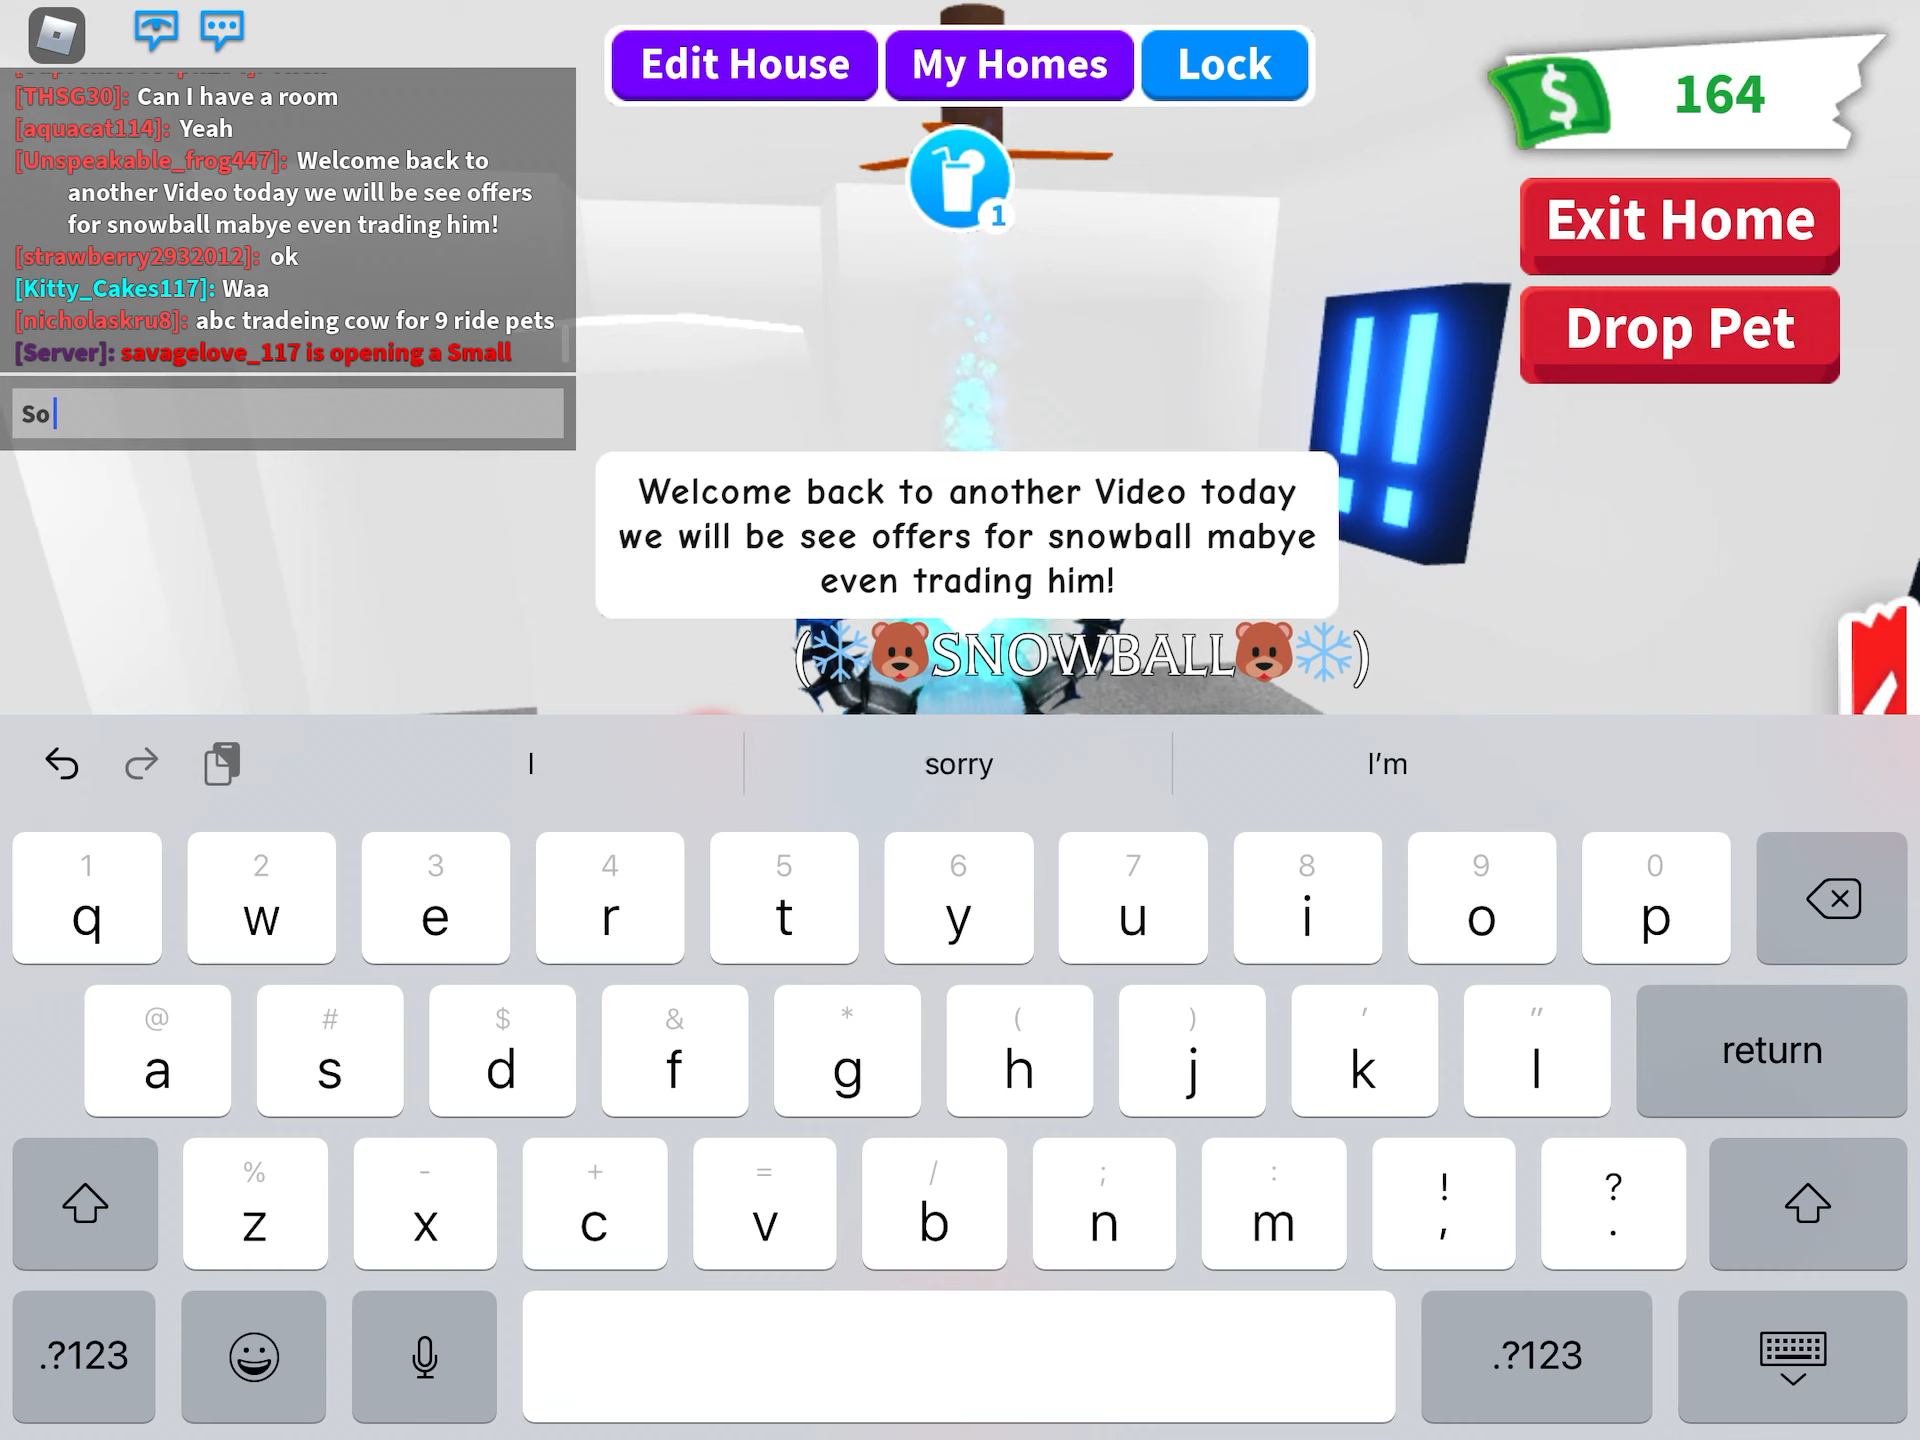 Edit House
My Homes
Lock
164
[THSG30]: Can I have a room
[aquacat114]: Yeah
[Unspeakable_frog447]: Welcome back to
another Video today we will be see offers
for snowball mabye even trading him!
[strawberry2932012]: ok
[Kitty_Cakes117]: Waa
[nicholaskru8]: abc tradeing cow for 9 ride pets
[Server]: savagelove_117 is opening a Small
So
1
Exit Home
Drop Pet
!!
Welcome back to another Video today
we will be see offers for snowball mabye
even trading him!
(❄️🐻SNOWBALL🐻❄️)
I
sorry
I’m
1 2 3 4 5 6 7 8 9 0
q w e r t y u i o p
@ # $ & * ( ) ' "
a s d f g h j k l return
% - + = / ; : ! ?
z x c v b n m , .
.?123
.?123